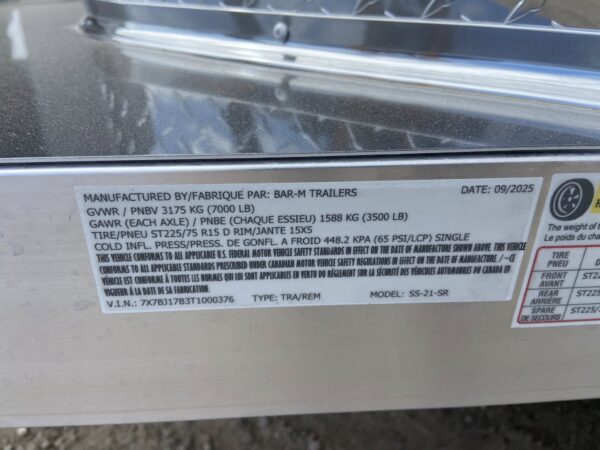 MANUFACTURED BY/FABRIQUE PAR: BAR-M TRAILERS DATE: 09/2025
GVWR / PNBV 3175 KG (7000 LB)
GAWR (EACH AXLE) / PNBE (CHAQUE ESSIEU) 1588 KG (3500 LB)
TIRE/PNEU ST225/75 R15 D RIM/JANTE 15X5
COLD INFL. PRESS/PRESS. DE GONFL. A FROID 448.2 KPA (65 PSI/LCP) SINGLE
THIS VEHICLE CONFORMS TO ALL APPLICABLE U.S. FEDERAL MOTOR VEHICLE SAFETY STANDARDS IN EFFECT ON THE DATE OF MANUFACTURE SHOWN ABOVE. THIS VEHICLE
CONFORMS TO ALL APPLICABLE STANDARDS PRESCRIBED UNDER CANADIAN MOTOR VEHICLE SAFETY REGULATIONS IN EFFECT ON THE DATE OF MANUFACTURE. / -CE
VÉHICLE EST CONFORME À TOUTES LES NORMES QUI LUI SONT APPLICABLES EN VERTU DU RÈGLEMENT SUR LA SÉCURITÉ DES VÉHICLES AUTOMOBILES DU CANADA EN
VIGUEUR À LA DATE DE SA FABRICATION.
V.I.N.: 7X7BJ17B3T1000376 TYPE: TRA/REM MODEL: SS-21-SR
The weight of
Le poids du cha
TIRE
PNEU
FRONT
AVANT
ST22
REAR
ARRIÈRE
ST225
SPARE
DE SECOURS
ST225/